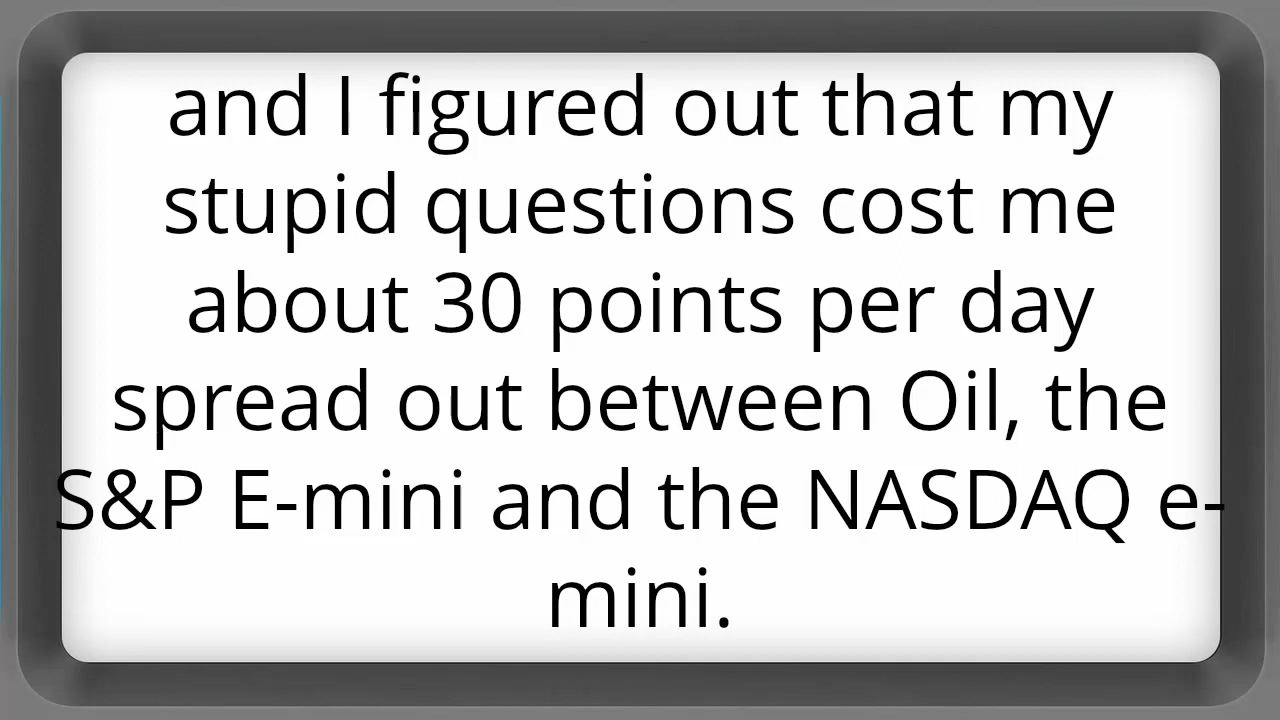 and I figured out that my
stupid questions cost me
about 30 points per day
spread out between Oil, the
S&P E-mini and the NASDAQ e-
mini.